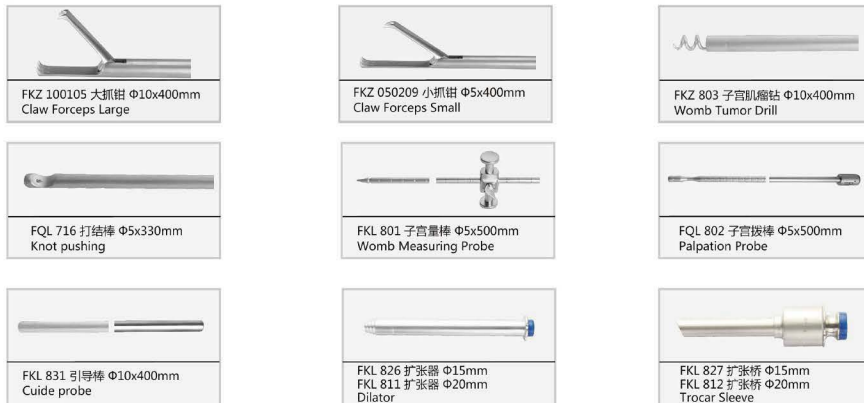 FKZ 100105 大抓钳 Φ10x400mm
Claw Forceps Large
FKZ 050209 小抓钳 Φ5x400mm
Claw Forceps Small
FKZ 803 子宫肌瘤钻 Φ10x400mm
Womb Tumor Drill
FQL 716 打结棒 Φ5x330mm
Knot pushing
FKL 801 子宫量棒 Φ5x500mm
Womb Measuring Probe
FQL 802 子宫拨棒 Φ5x500mm
Palpation Probe
FKL 831 引导棒 Φ10x400mm
Cuide probe
FKL 826 扩张器 Φ15mm
FKL 811 扩张器 Φ20mm
Dilator
FKL 827 扩张桥 Φ15mm
FKL 812 扩张桥 Φ20mm
Trocar Sleeve